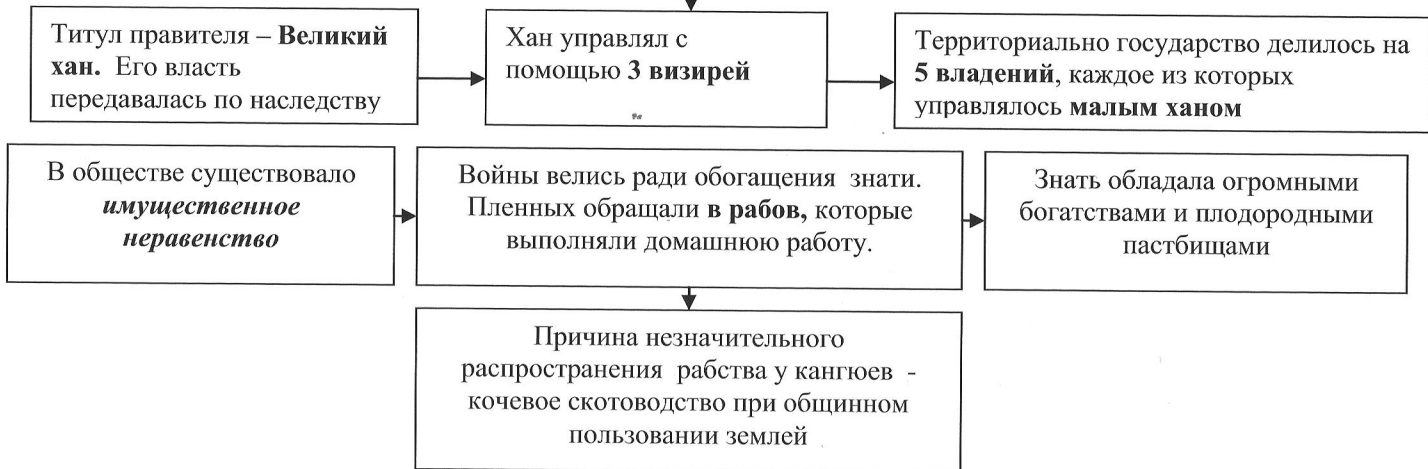 Титул правителя – Великий
хан. Его власть
передавалась по наследству
Хан управлял с
помощью 3 визирей
Территориально государство делилось на
5 владений, каждое из которых
управлялось малым ханом
В обществе существовало
имущественное
неравенство
Войны велись ради обогащения знати.
Пленных обращали в рабов, которые
выполняли домашнюю работу.
Знать обладала огромными
богатствами и плодородными
пастбищами
Причина незначительного
распространения рабства у кангюев -
кочевое скотоводство при общинном
пользовании землей